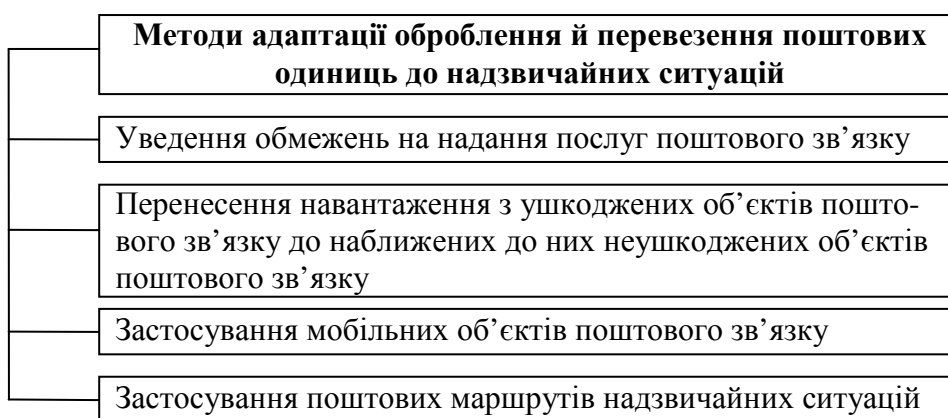 Методи адаптації оброблення й перевезення поштових
одиниць до надзвичайних ситуацій
Уведення обмежень на надання послуг поштового зв’язку
Перенесення навантаження з ушкоджених об’єктів пошто-
вого зв’язку до наближених до них неушкоджених об’єктів
поштового зв’язку
Застосування мобільних об’єктів поштового зв’язку
Застосування поштових маршрутів надзвичайних ситуацій